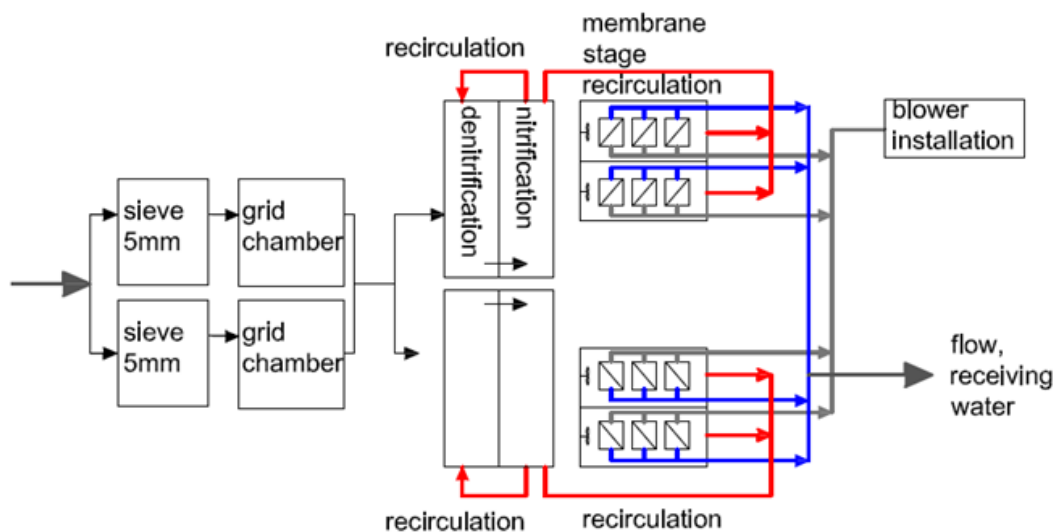 recirculation
membrane
stage
recirculation
denitrification
nitrification
blower
installation
sieve
5mm
grid
chamber
sieve
5mm
grid
chamber
flow,
receiving
water
recirculation
recirculation